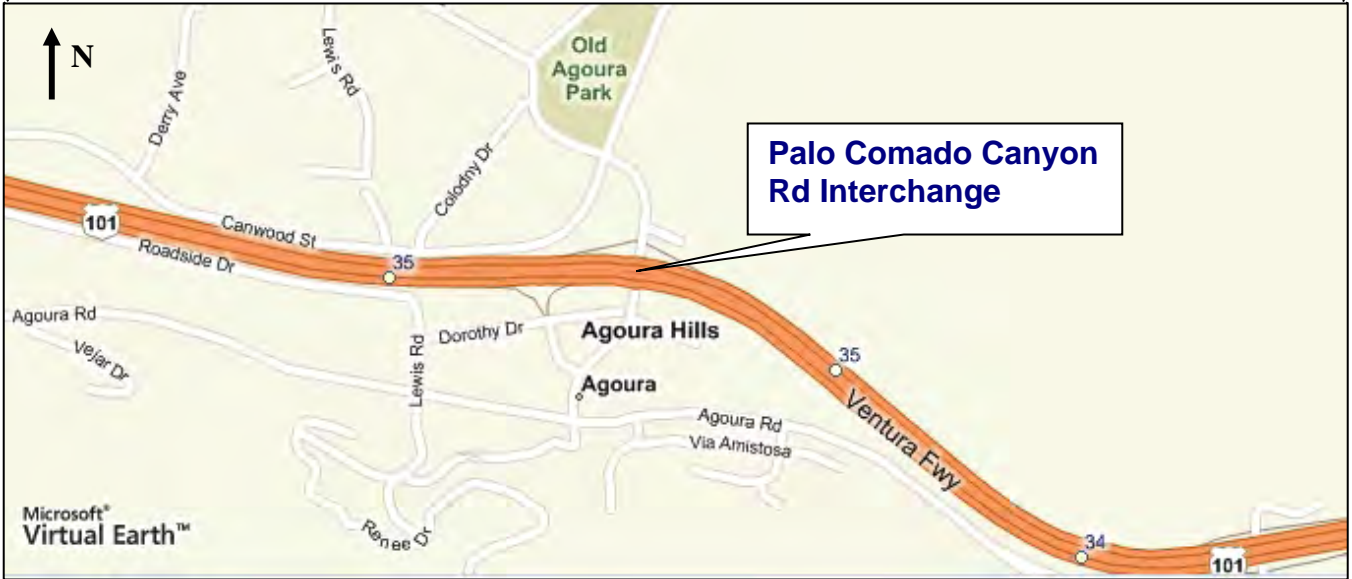 N
Lewis Rd
Old
Agoura
Park
Derry Ave
Palo Comado Canyon
Rd Interchange
Colodny Dr
101
Canwood St
Roadside Dr
35
Agoura Rd
Dorothy Dr
Agoura Hills
Vejar Dr
Lewis Rd
35
Agoura
Agoura Rd
Ventura Fwy
Via Amistosa
Microsoft®
Virtual Earth™
Renee Dr
34
101